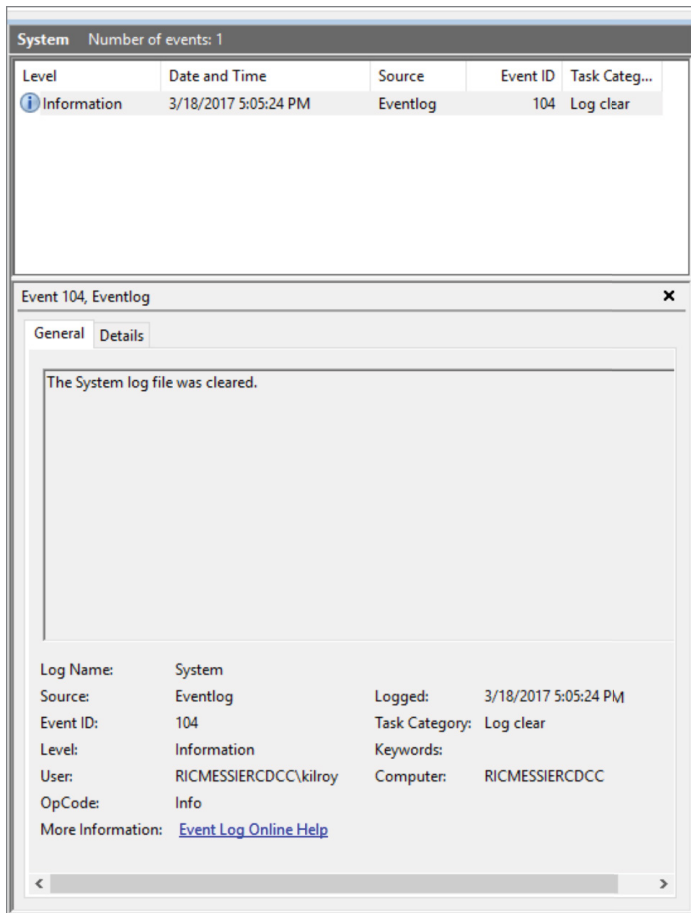 System Number of events: 1
Level Date and Time Source Event ID Task Categ...
Information 3/18/2017 5:05:24 PM Eventlog 104 Log clear
Event 104, Eventlog
General Details
The System log file was cleared.
Log Name: System
Source: Eventlog Logged: 3/18/2017 5:05:24 PM
Event ID: 104 Task Category: Log clear
Level: Information Keywords:
User: RICMESSIERCDCC\kilroy Computer: RICMESSIERCDCC
OpCode: Info
More Information: Event Log Online Help